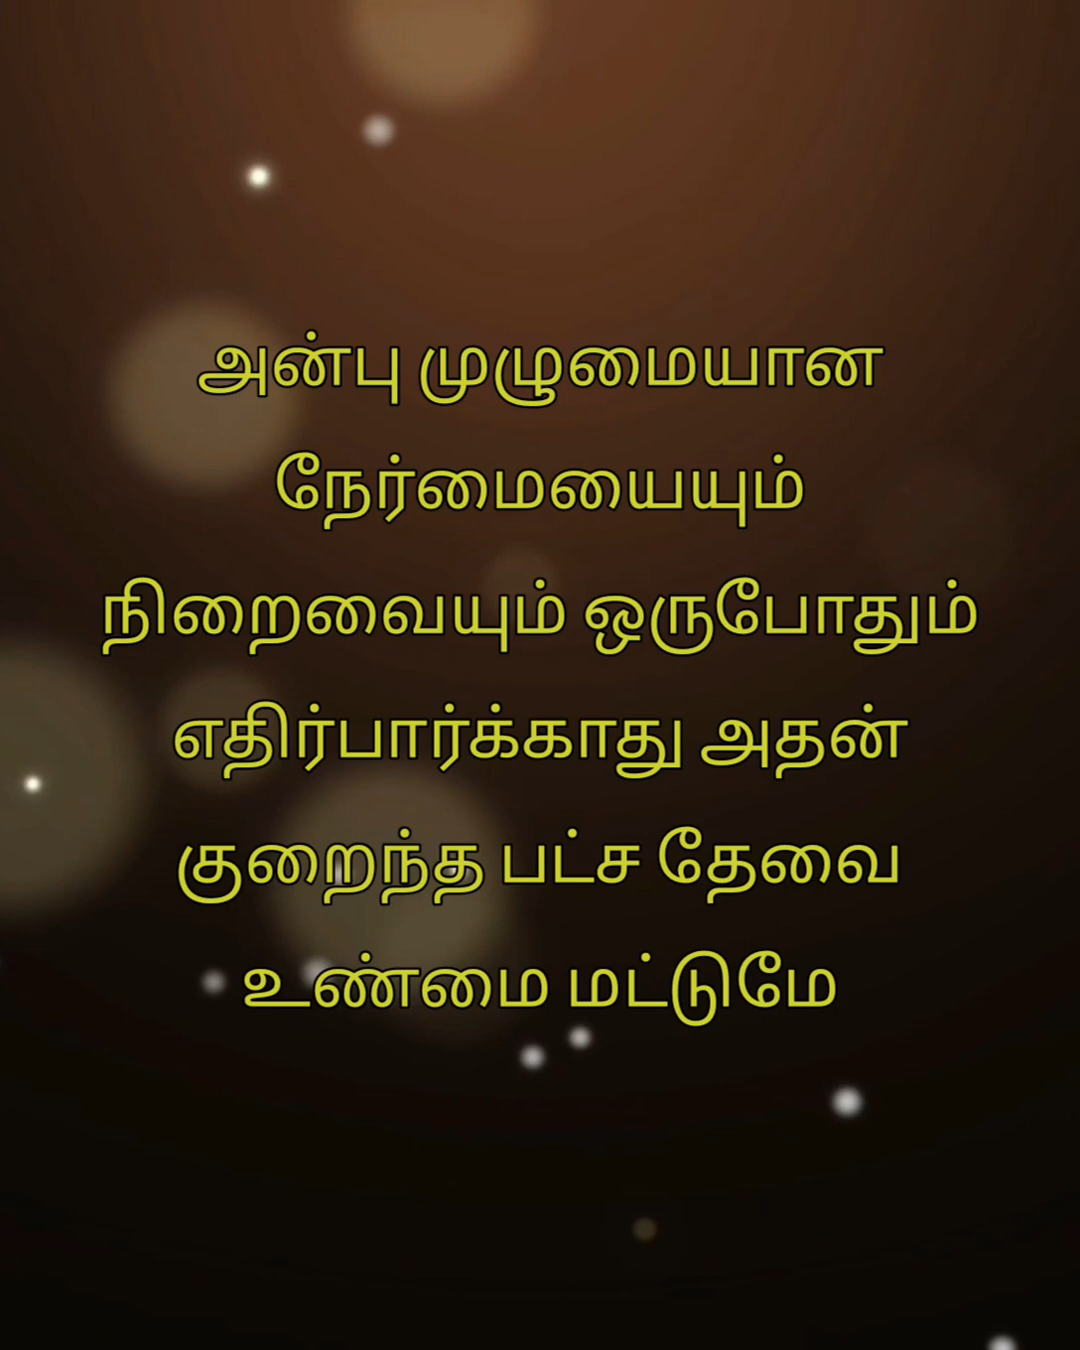 அன்பு முழுமையான
நேர்மையையும்
நிறைவையும் ஒருபோதும்
எதிர்பார்க்காது அதன்
குறைந்த பட்ச தேவை
உண்மை மட்டுமே